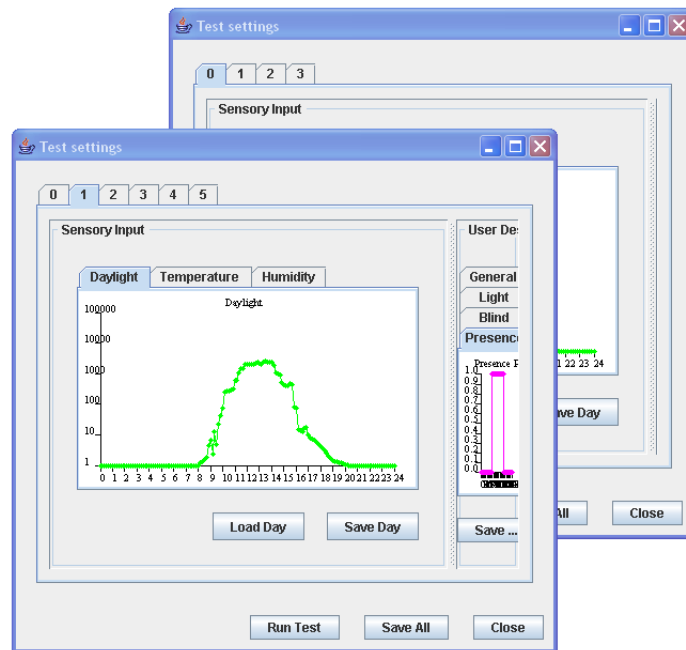 Test settings
0 1 2 3
Sensory Input
Test settings
0 1 2 3 4 5
Sensory Input
User Des
Daylight Temperature Humidity
General
Light
Blind
Presence
Daylight
100000
10000
1000
100
10
1
0 1 2 3 4 5 6 7 8 9 10 11 12 13 14 15 16 17 18 19 20 21 22 23 24
Presence P
1.0
0.9
0.8
0.7
0.6
0.5
0.4
0.3
0.2
0.1
0.0
22 23 24
Load Day Save Day
Save ...
ve Day
Run Test Save All Close
All Close